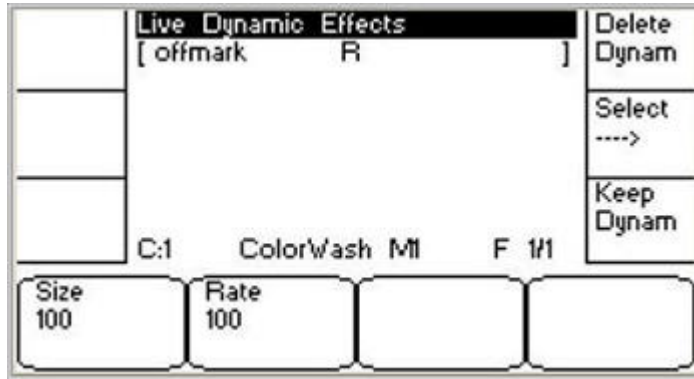 Live Dynamic Effects
[ offmark R ]
Delete
Dynam
Select
---->
Keep
Dynam
C:1 ColorWash M1 F 1/1
Size
100
Rate
100